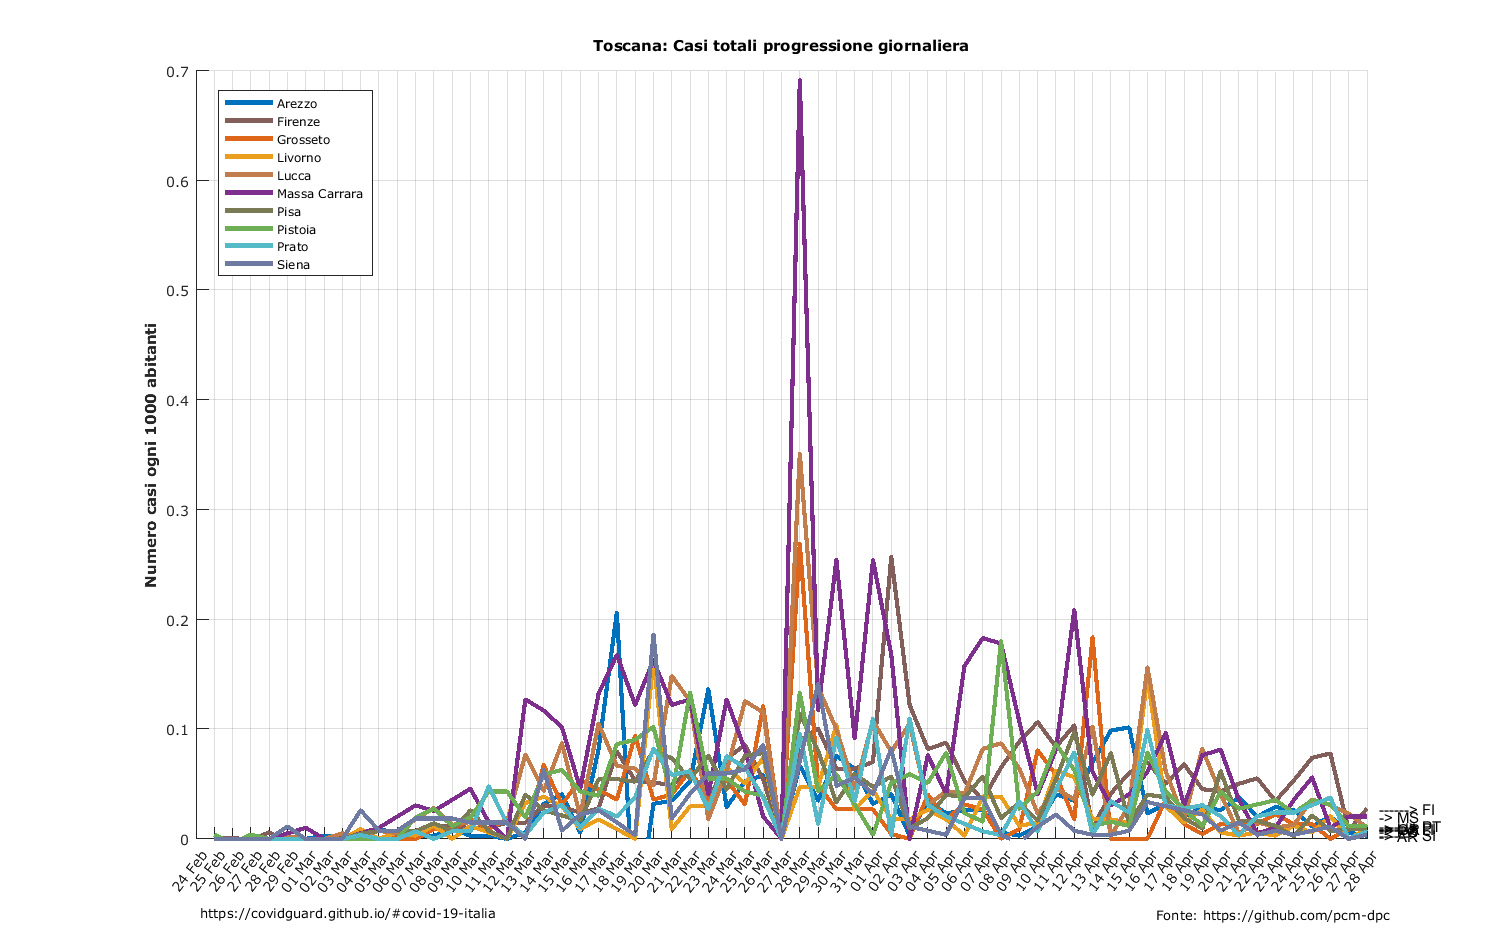 Toscana: Casi totali progressione giornaliera
Numero casi ogni 1000 abitanti
0.7
0.6
0.5
0.4
0.3
0.2
0.1
0
Arezzo
Firenze
Grosseto
Livorno
Lucca
Massa Carrara
Pisa
Pistoia
Prato
Siena
------> FI
-> MS
PT
SI
-> AR
24 Feb
25 Feb
26 Feb
27 Feb
28 Feb
29 Feb
01 Mar
02 Mar
03 Mar
04 Mar
05 Mar
06 Mar
07 Mar
08 Mar
09 Mar
10 Mar
11 Mar
12 Mar
13 Mar
14 Mar
15 Mar
16 Mar
17 Mar
18 Mar
19 Mar
20 Mar
21 Mar
22 Mar
23 Mar
24 Mar
25 Mar
26 Mar
27 Mar
28 Mar
29 Mar
30 Mar
31 Mar
01 Apr
02 Apr
03 Apr
04 Apr
05 Apr
06 Apr
07 Apr
08 Apr
09 Apr
10 Apr
11 Apr
12 Apr
13 Apr
14 Apr
15 Apr
16 Apr
17 Apr
18 Apr
19 Apr
20 Apr
21 Apr
22 Apr
23 Apr
24 Apr
25 Apr
26 Apr
27 Apr
28 Apr
https://covidguard.github.io/#covid-19-italia
Fonte: https://github.com/pcm-dpc